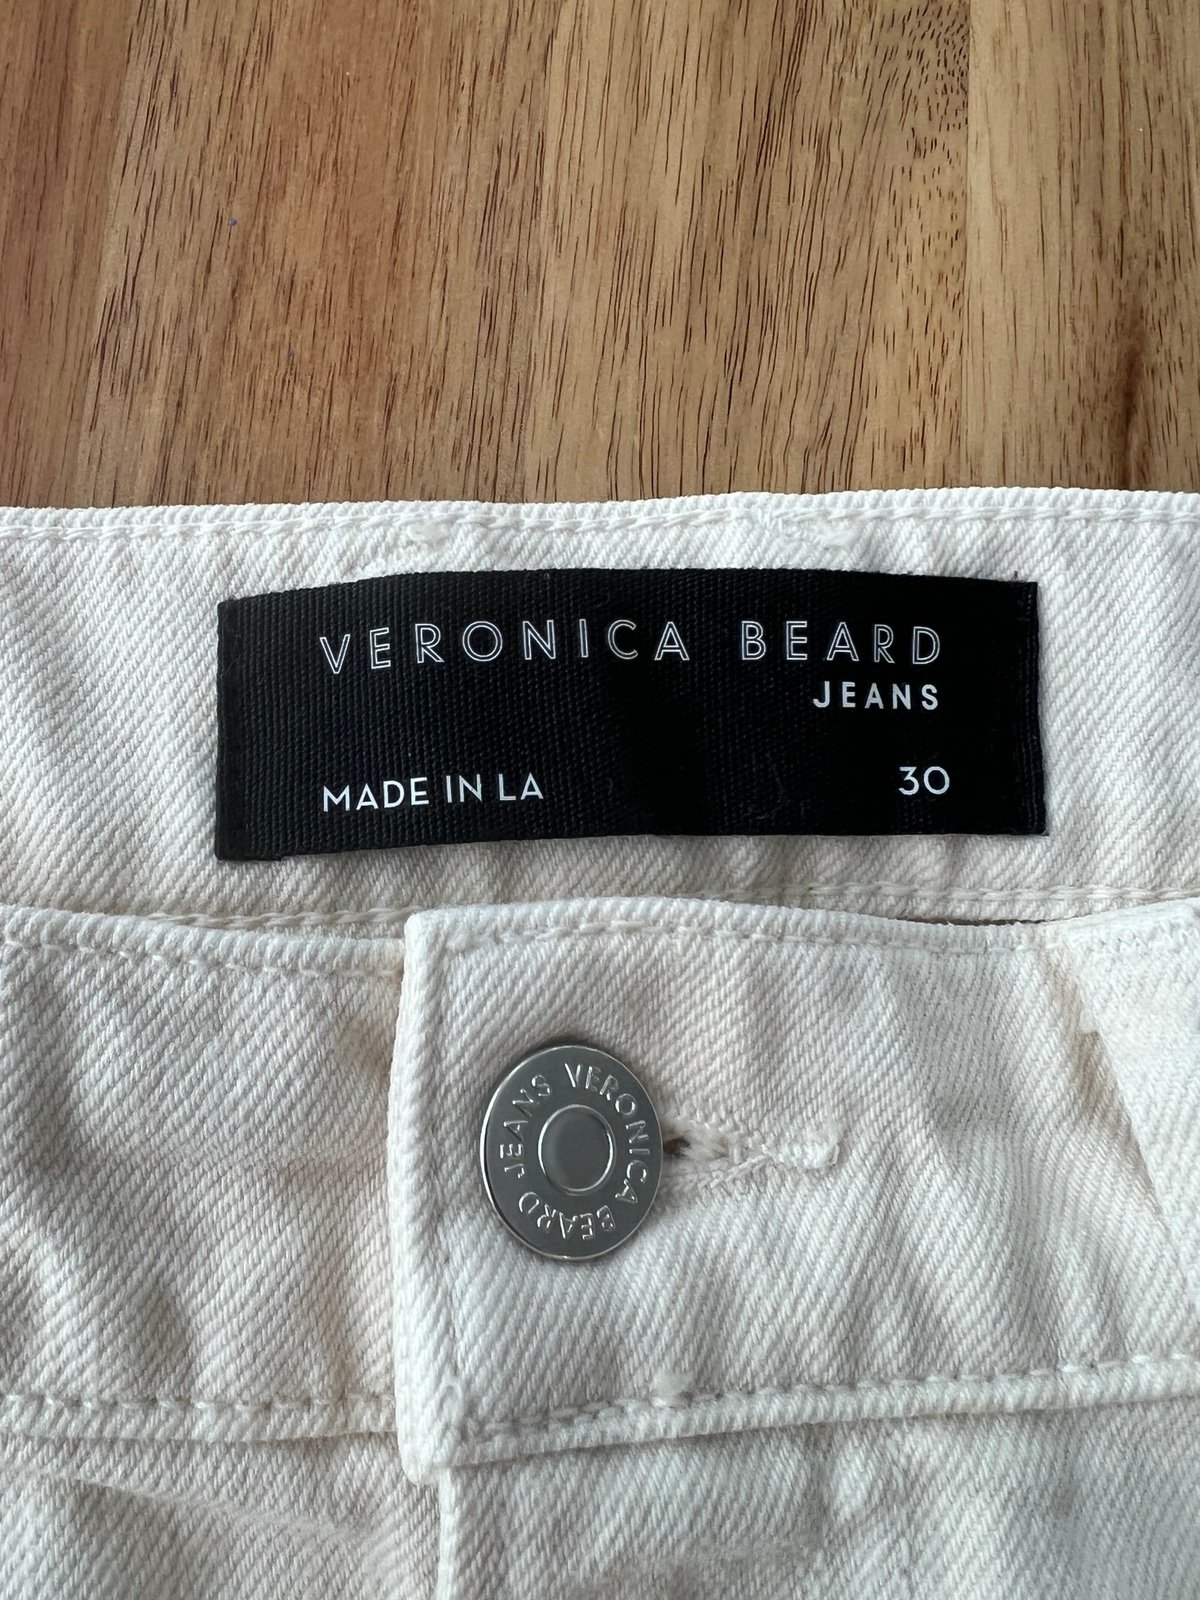 VERONICA BEARD
JEANS
MADE IN LA
30
VERONICA BEARD JEANS